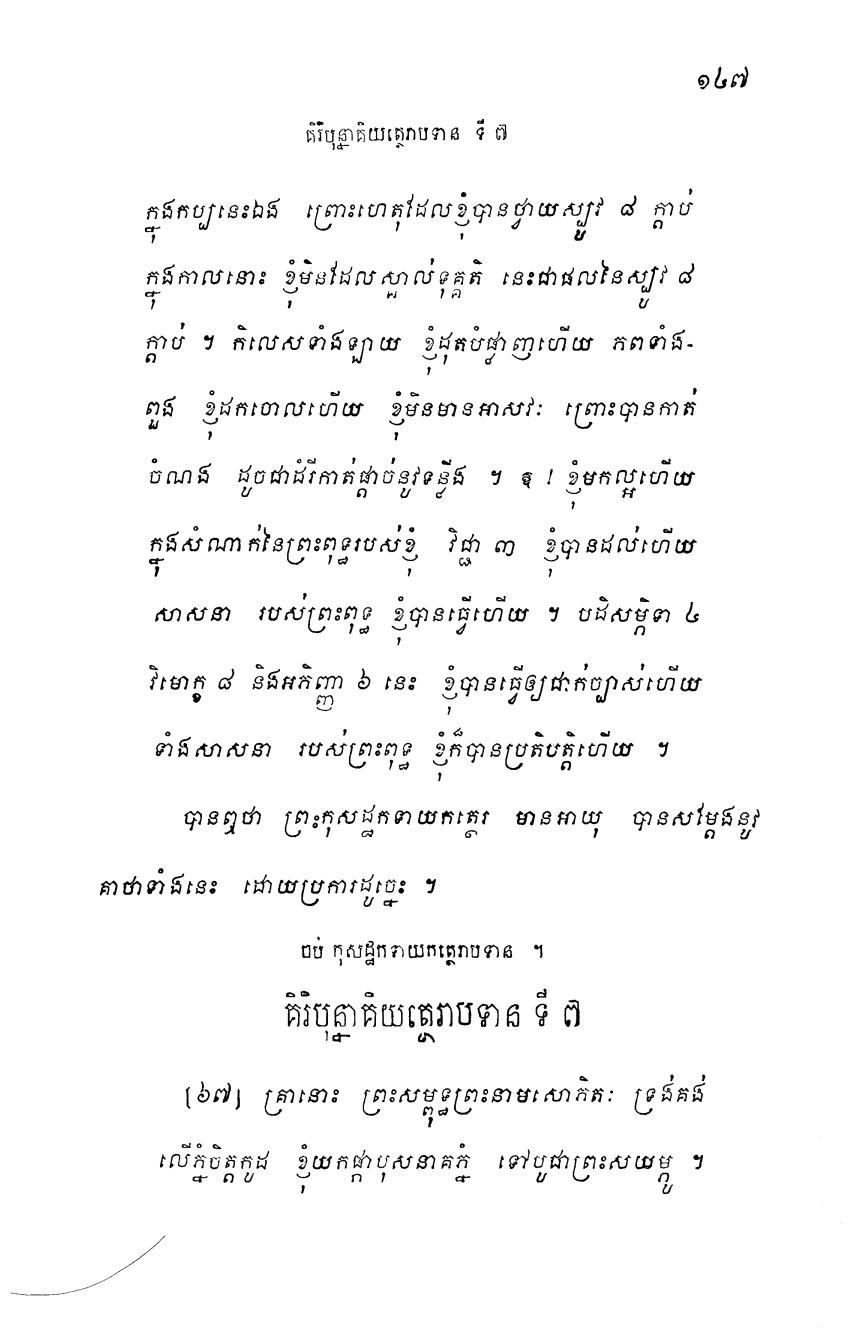 ១៤៧
គិរិបុន្នាគិយត្ថេរាបទាន ទី ៧
ក្នុងកប្បនេះឯង ព្រោះហេតុដែលខ្ញុំបានថ្វាយស្បូវ ៨ ក្តាប់
ក្នុងកាលនោះ ខ្ញុំមិនដែលស្គាល់ទុគ្គតិ នេះជាផលនៃស្បូវ ៨
ក្តាប់ ។ កិលេសទាំងឡាយ ខ្ញុំដុតបំផ្លាញហើយ ភពទាំង-
ពួង ខ្ញុំដកចោលហើយ ខ្ញុំមិនមានអាសវៈ ព្រោះបានកាត់
ចំណង ដូចជាដំរីកាត់ផ្តាច់នូវទន្លីង ។ ឱ ! ខ្ញុំមកល្អហើយ
ក្នុងសំណាក់នៃព្រះពុទ្ធរបស់ខ្ញុំ វិជ្ជា ៣ ខ្ញុំបានដល់ហើយ
សាសនា របស់ព្រះពុទ្ធ ខ្ញុំបានធ្វើហើយ ។ បដិសម្ភិទា ៤
វិមោក្ខ ៨ និងអភិញ្ញា ៦ នេះ ខ្ញុំបានធ្វើឲ្យជាក់ច្បាស់ហើយ
ទាំងសាសនា របស់ព្រះពុទ្ធ ខ្ញុំក៏បានប្រតិបត្តិហើយ ។
បានឮថា ព្រះកុសដ្ឋកទាយកត្ថេរ មានអាយុ បានសម្តែងនូវ
គាថាទាំងនេះ ដោយប្រការដូច្នេះ ។
ចប់ កុសដ្ឋកទាយកត្ថេរាបទាន ។
គិរិបុន្នាគិយត្ថេរាបទាន ទី ៧
[៦៧] គ្រានោះ ព្រះសម្ពុទ្ធព្រះនាមសោភិតៈ ទ្រង់គង់
លើភ្នំចិត្តកូដ ខ្ញុំយកផ្កាបុសនាគភ្នំ ទៅបូជាព្រះសយម្ភូ ។